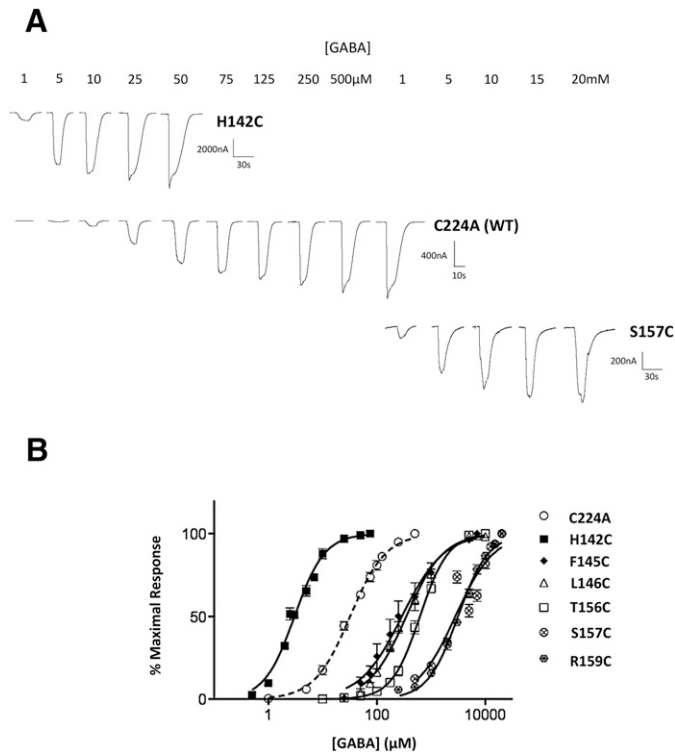 A
[GABA]
1 5 10 25 50 75 125 250 500μM 1 5 10 15 20mM
H142C
2000nA
30s
C224A (WT)
400nA
10s
S157C
200nA
30s
B
% Maximal Response
100
50
0
1 100 10000
[GABA] (μM)
C224A
H142C
F145C
L146C
T156C
S157C
R159C